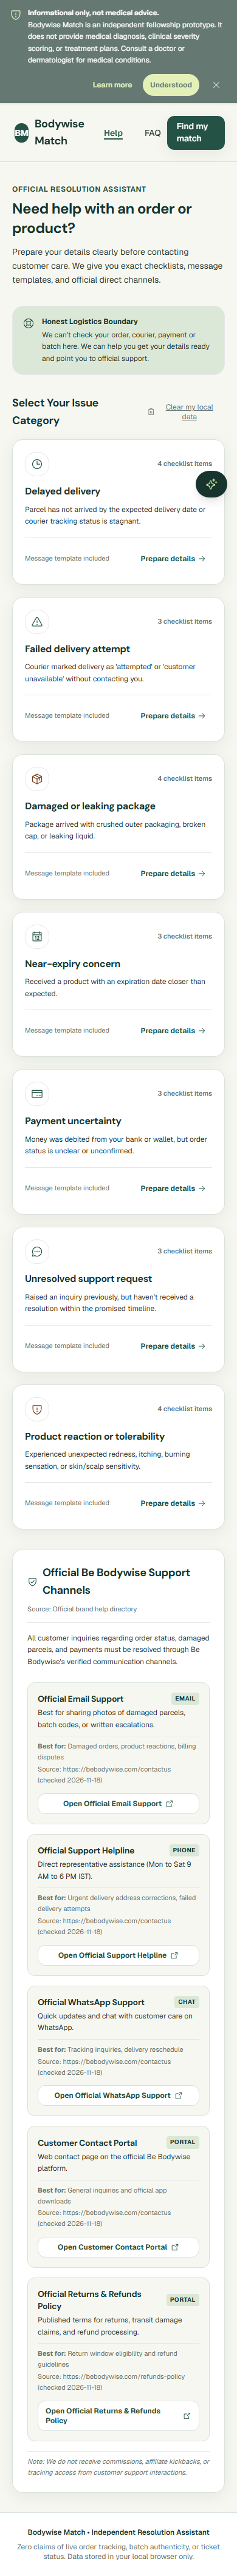 Informational only, not medical advice.
Bodywise Match is an independent fellowship prototype. It
does not provide medical diagnosis, clinical severity
scoring, or treatment plans. Consult a doctor or
dermatologist for medical conditions.
Learn more
Understood
BM
Bodywise
Match
Help
FAQ
Find my
match
OFFICIAL RESOLUTION ASSISTANT
Need help with an order or
product?
Prepare your details clearly before contacting
customer care. We give you exact checklists, message
templates, and official direct channels.
Honest Logistics Boundary
We can't check your order, courier, payment or
batch here. We can help you get your details ready
and point you to official support.
Select Your Issue
Category
Clear my local
data
4 checklist items
Delayed delivery
Parcel has not arrived by the expected delivery date or
courier tracking status is stagnant.
Message template included
Prepare details →
3 checklist items
Failed delivery attempt
Courier marked delivery as 'attempted' or 'customer
unavailable' without contacting you.
Message template included
Prepare details →
4 checklist items
Damaged or leaking package
Package arrived with crushed outer packaging, broken
cap, or leaking liquid.
Message template included
Prepare details →
3 checklist items
Near-expiry concern
Received a product with an expiration date closer than
expected.
Message template included
Prepare details →
3 checklist items
Payment uncertainty
Money was debited from your bank or wallet, but order
status is unclear or unconfirmed.
Message template included
Prepare details →
3 checklist items
Unresolved support request
Raised an inquiry previously, but haven't received a
resolution within the promised timeline.
Message template included
Prepare details →
4 checklist items
Product reaction or tolerability
Experienced unexpected redness, itching, burning
sensation, or skin/scalp sensitivity.
Message template included
Prepare details →
Official Be Bodywise Support
Channels
Source: Official brand help directory
All customer inquiries regarding order status, damaged
parcels, and payments must be resolved through Be
Bodywise's verified communication channels.
Official Email Support
EMAIL
Best for sharing photos of damaged parcels,
batch codes, or written escalations.
Best for: Damaged orders, product reactions, billing
disputes
Source: https://bebodywise.com/contactus
(checked 2026-11-18)
Open Official Email Support
Official Support Helpline
PHONE
Direct representative assistance (Mon to Sat 9
AM to 6 PM IST).
Best for: Urgent delivery address corrections, failed
delivery attempts
Source: https://bebodywise.com/contactus
(checked 2026-11-18)
Open Official Support Helpline
Official WhatsApp Support
CHAT
Quick updates and chat with customer care on
WhatsApp.
Best for: Tracking inquiries, delivery reschedule
Source: https://bebodywise.com/contactus
(checked 2026-11-18)
Open Official WhatsApp Support
Customer Contact Portal
PORTAL
Web contact page on the official Be Bodywise
platform.
Best for: General inquiries and official app
downloads
Source: https://bebodywise.com/contactus
(checked 2026-11-18)
Open Customer Contact Portal
Official Returns & Refunds
Policy
PORTAL
Published terms for returns, transit damage
claims, and refund processing.
Best for: Return window eligibility and refund
guidelines
Source: https://bebodywise.com/refunds-policy
(checked 2026-11-18)
Open Official Returns & Refunds
Policy
Note: We do not receive commissions, affiliate kickbacks, or
tracking access from customer support interactions.
Bodywise Match • Independent Resolution Assistant
Zero claims of live order tracking, batch authenticity, or ticket
status. Data stored in your local browser only.